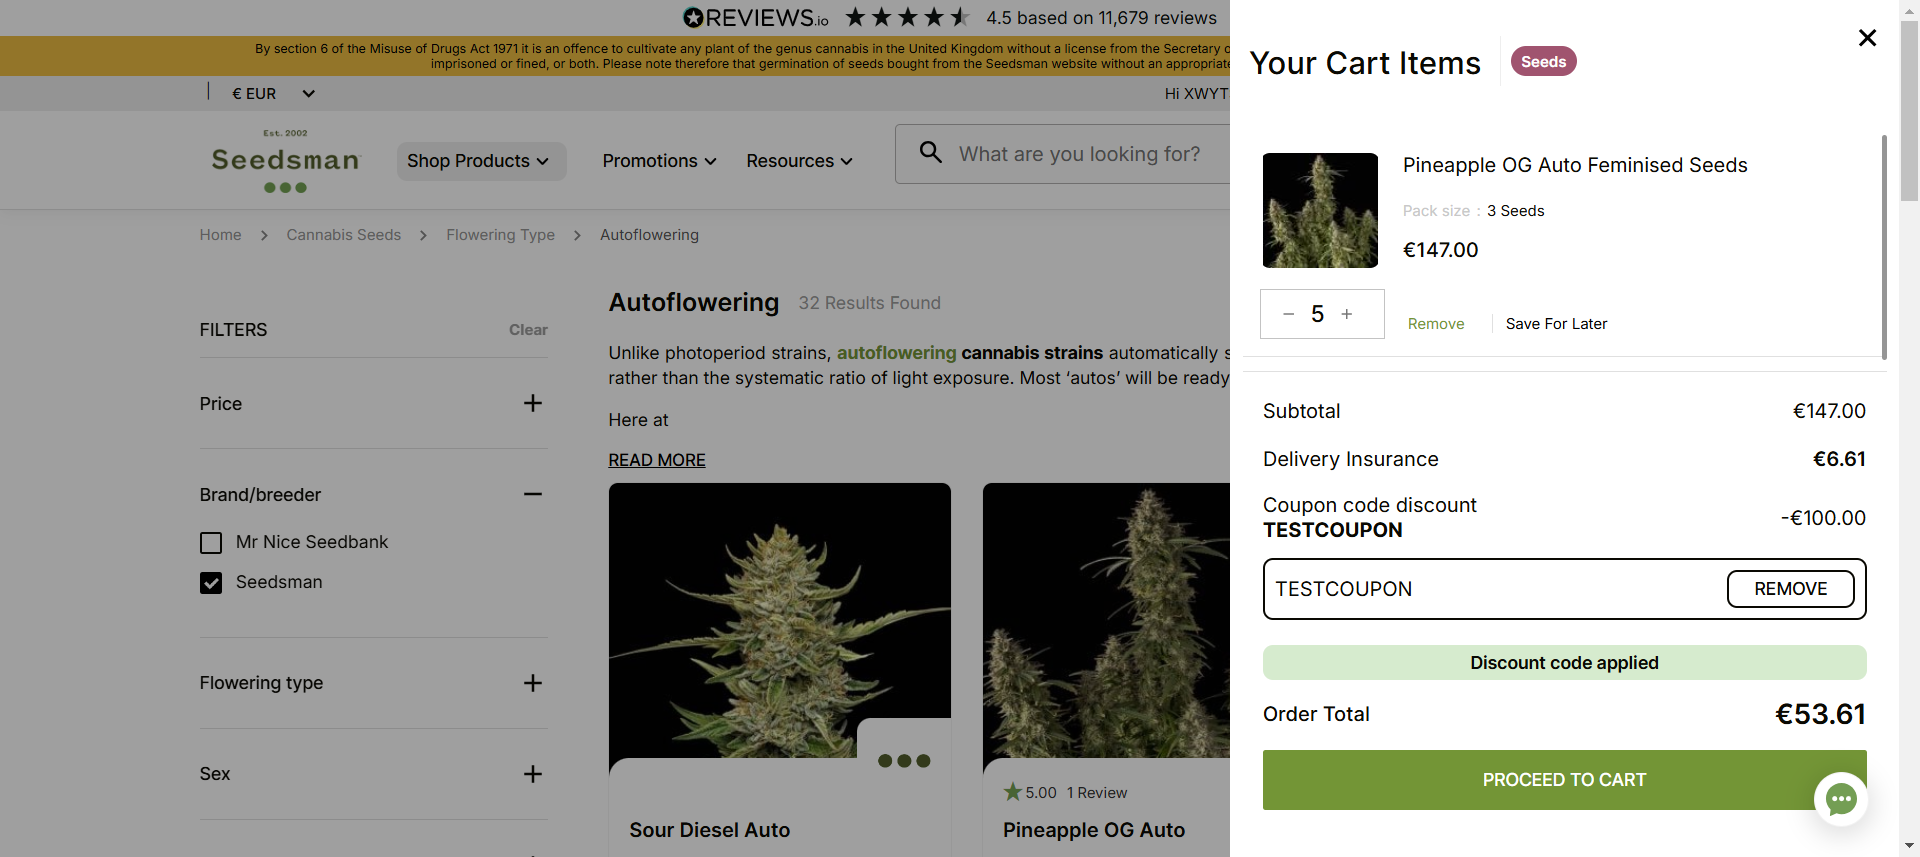 REVIEWS.io 4.5 based on 11,679 reviews
By section 6 of the Misuse of Drugs Act 1971 it is an offence to cultivate any plant of the genus cannabis in the United Kingdom without a license from the Secretary o
imprisoned or fined, or both. Please note therefore that germination of seeds bought from the Seedsman website without an appropriate
€ EUR
Hi XWYT
Est. 2002
Seedsman
Shop Products
Promotions
Resources
What are you looking for?
Home > Cannabis Seeds > Flowering Type > Autoflowering
FILTERS
Clear
Price
Brand/breeder
Mr Nice Seedbank
Seedsman
Flowering type
Sex
Autoflowering 32 Results Found
Unlike photoperiod strains, autoflowering cannabis strains automatically s
rather than the systematic ratio of light exposure. Most ‘autos’ will be ready
Here at
READ MORE
Sour Diesel Auto
5.00 1 Review
Pineapple OG Auto
Your Cart Items
Seeds
Pineapple OG Auto Feminised Seeds
Pack size : 3 Seeds
€147.00
− 5 +
Remove
Save For Later
Subtotal €147.00
Delivery Insurance €6.61
Coupon code discount
TESTCOUPON
-€100.00
TESTCOUPON
REMOVE
Discount code applied
Order Total €53.61
PROCEED TO CART